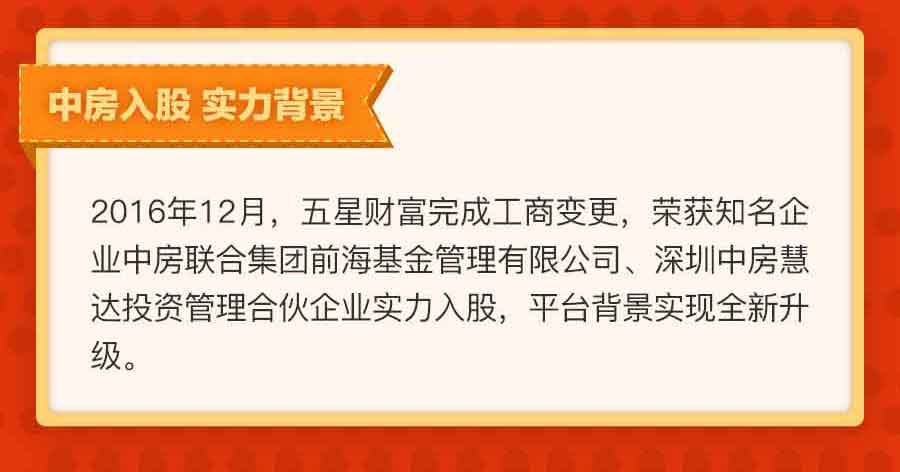 中房入股 实力背景
2016年12月，五星财富完成工商变更，荣获知名企
业中房联合集团前海基金管理有限公司、深圳中房慧
达投资管理合伙企业实力入股，平台背景实现全新升
级。